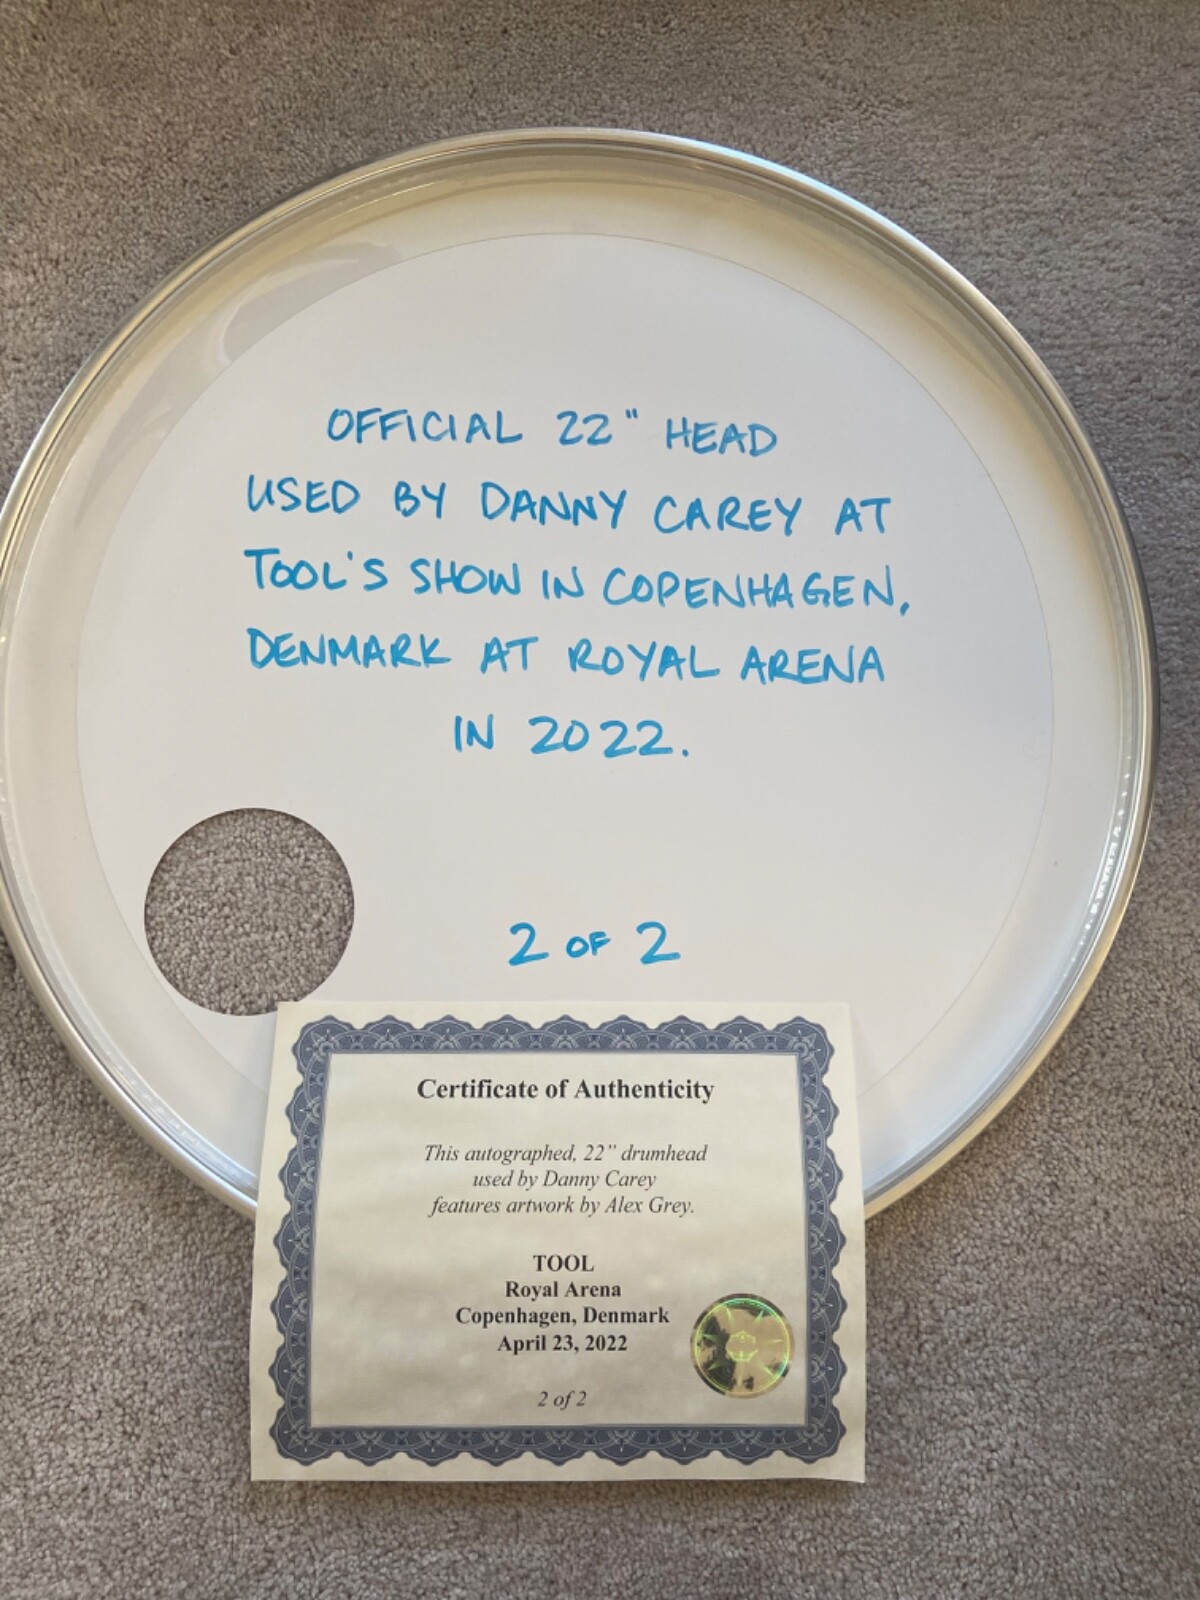 OFFICIAL 22" HEAD
USED BY DANNY CAREY AT
TOOL'S SHOW IN COPENHAGEN,
DENMARK AT ROYAL ARENA
IN 2022.
2 OF 2
Certificate of Authenticity
This autographed, 22” drumhead
used by Danny Carey
features artwork by Alex Grey.
TOOL
Royal Arena
Copenhagen, Denmark
April 23, 2022
2 of 2